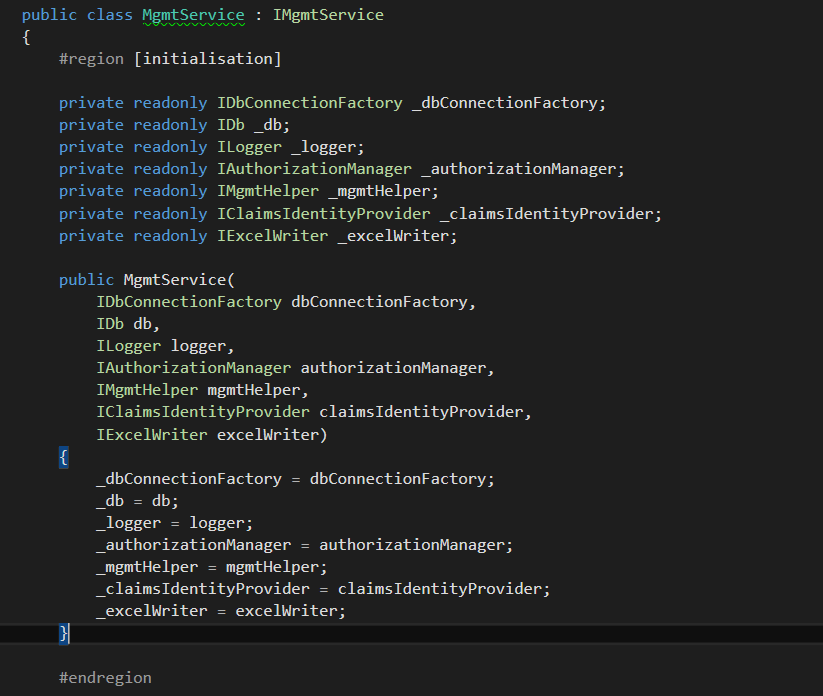 public class MgmtService : IMgmtService
{
#region [initialisation]
private readonly IDbConnectionFactory _dbConnectionFactory;
private readonly IDb _db;
private readonly ILogger _logger;
private readonly IAuthorizationManager _authorizationManager;
private readonly IMgmtHelper _mgmtHelper;
private readonly IClaimsIdentityProvider _claimsIdentityProvider;
private readonly IExcelWriter _excelWriter;
public MgmtService(
IDbConnectionFactory dbConnectionFactory,
IDb db,
ILogger logger,
IAuthorizationManager authorizationManager,
IMgmtHelper mgmtHelper,
IClaimsIdentityProvider claimsIdentityProvider,
IExcelWriter excelWriter)
{
_dbConnectionFactory = dbConnectionFactory;
_db = db;
_logger = logger;
_authorizationManager = authorizationManager;
_mgmtHelper = mgmtHelper;
_claimsIdentityProvider = claimsIdentityProvider;
_excelWriter = excelWriter;
}
#endregion